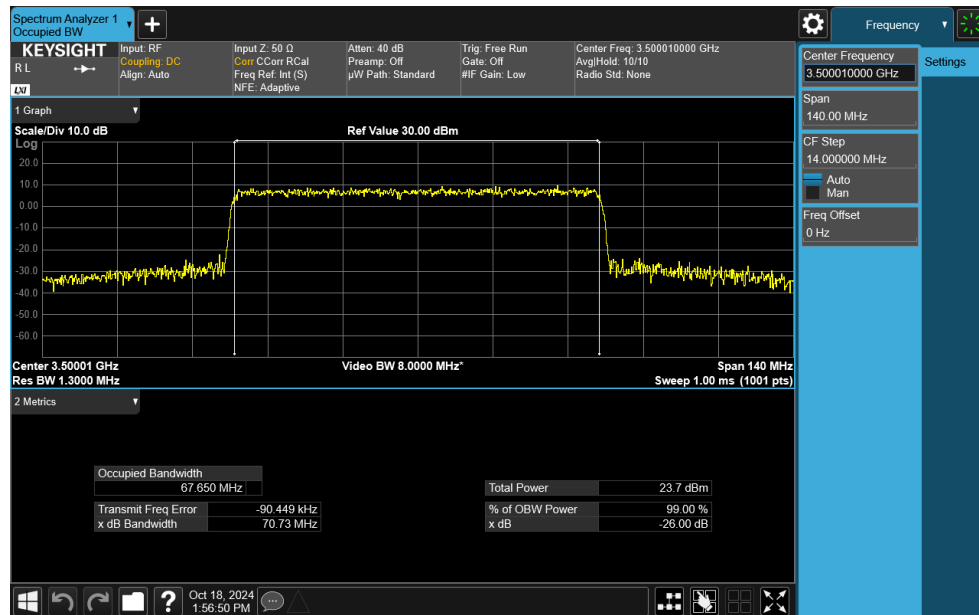 Spectrum Analyzer 1
Occupied BW
Frequency
KEYSIGHT
R L
LXI
Input: RF
Coupling: DC
Align: Auto
Input Z: 50 Ω
Corr CCorr RCal
Freq Ref: Int (S)
NFE: Adaptive
Atten: 40 dB
Preamp: Off
µW Path: Standard
Trig: Free Run
Gate: Off
#IF Gain: Low
Center Freq: 3.500010000 GHz
Avg|Hold: 10/10
Radio Std: None
Center Frequency
3.500010000 GHz
Settings
Span
140.00 MHz
CF Step
14.000000 MHz
Auto
Man
Freq Offset
0 Hz
1 Graph
Scale/Div 10.0 dB
Ref Value 30.00 dBm
Log
20.0
10.0
0.00
-10.0
-20.0
-30.0
-40.0
-50.0
-60.0
Center 3.50001 GHz
Video BW 8.0000 MHz*
Span 140 MHz
Res BW 1.3000 MHz
Sweep 1.00 ms (1001 pts)
2 Metrics
Occupied Bandwidth
67.650 MHz
Total Power 23.7 dBm
Transmit Freq Error -90.449 kHz
% of OBW Power 99.00 %
x dB Bandwidth 70.73 MHz
x dB -26.00 dB
Oct 18, 2024
1:56:50 PM